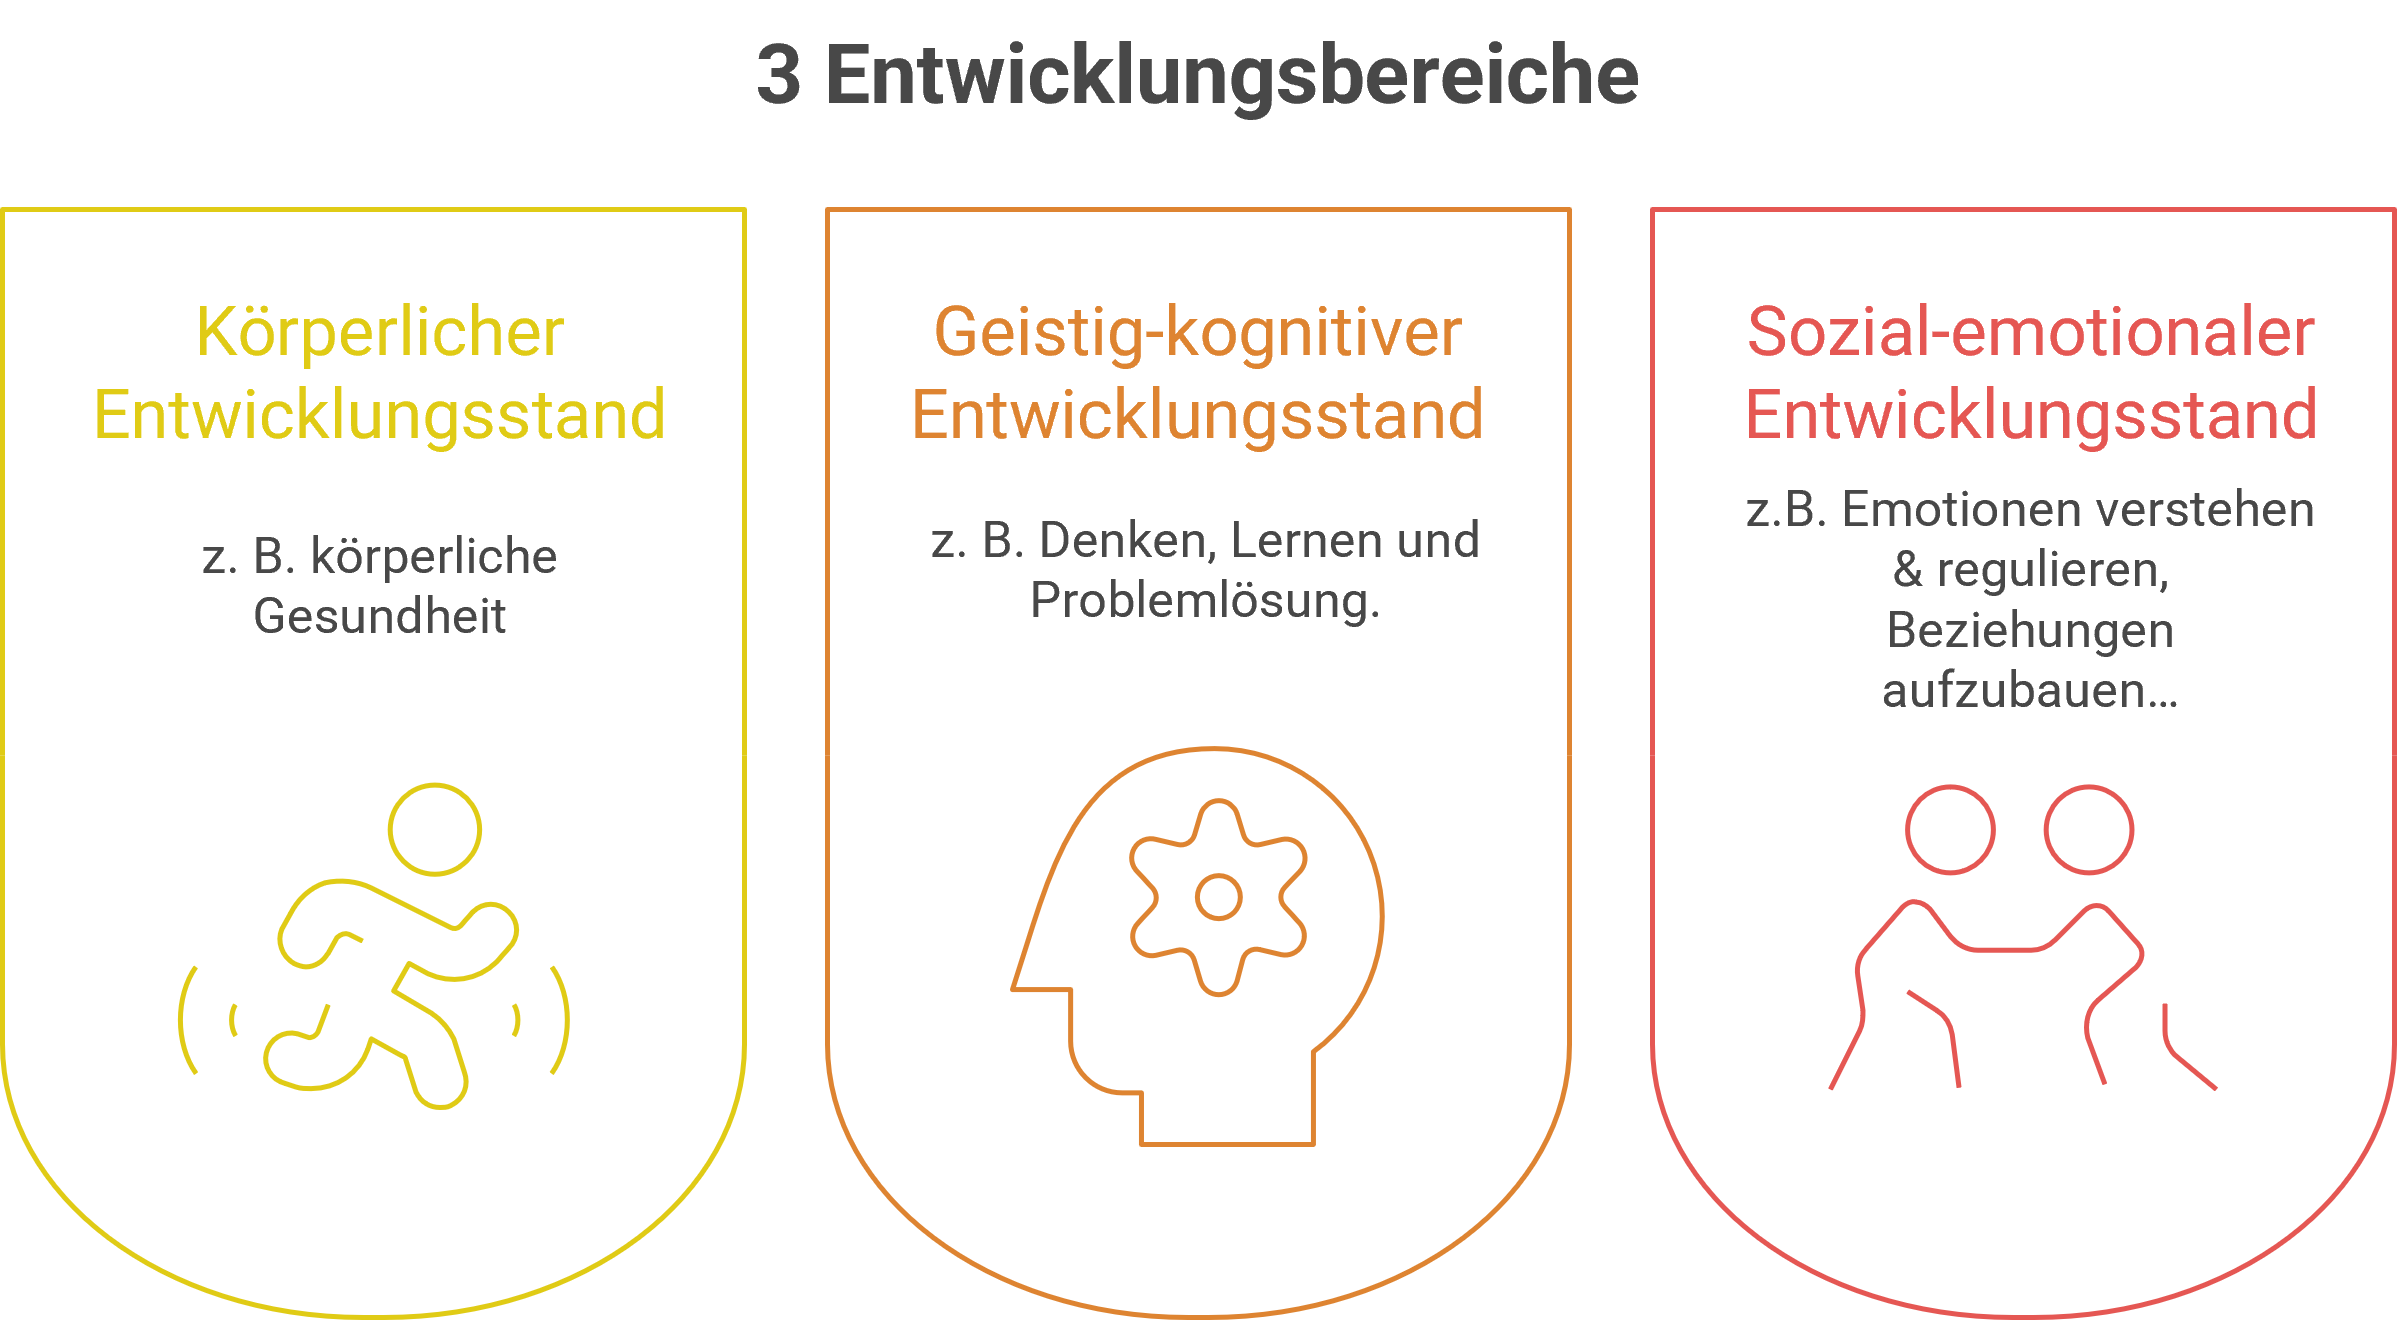 3 Entwicklungsbereiche
Körperlicher
Entwicklungsstand
z. B. körperliche
Gesundheit
Geistig-kognitiver
Entwicklungsstand
z. B. Denken, Lernen und
Problemlösung.
Sozial-emotionaler
Entwicklungsstand
z.B. Emotionen verstehen
& regulieren,
Beziehungen
aufzubauen...